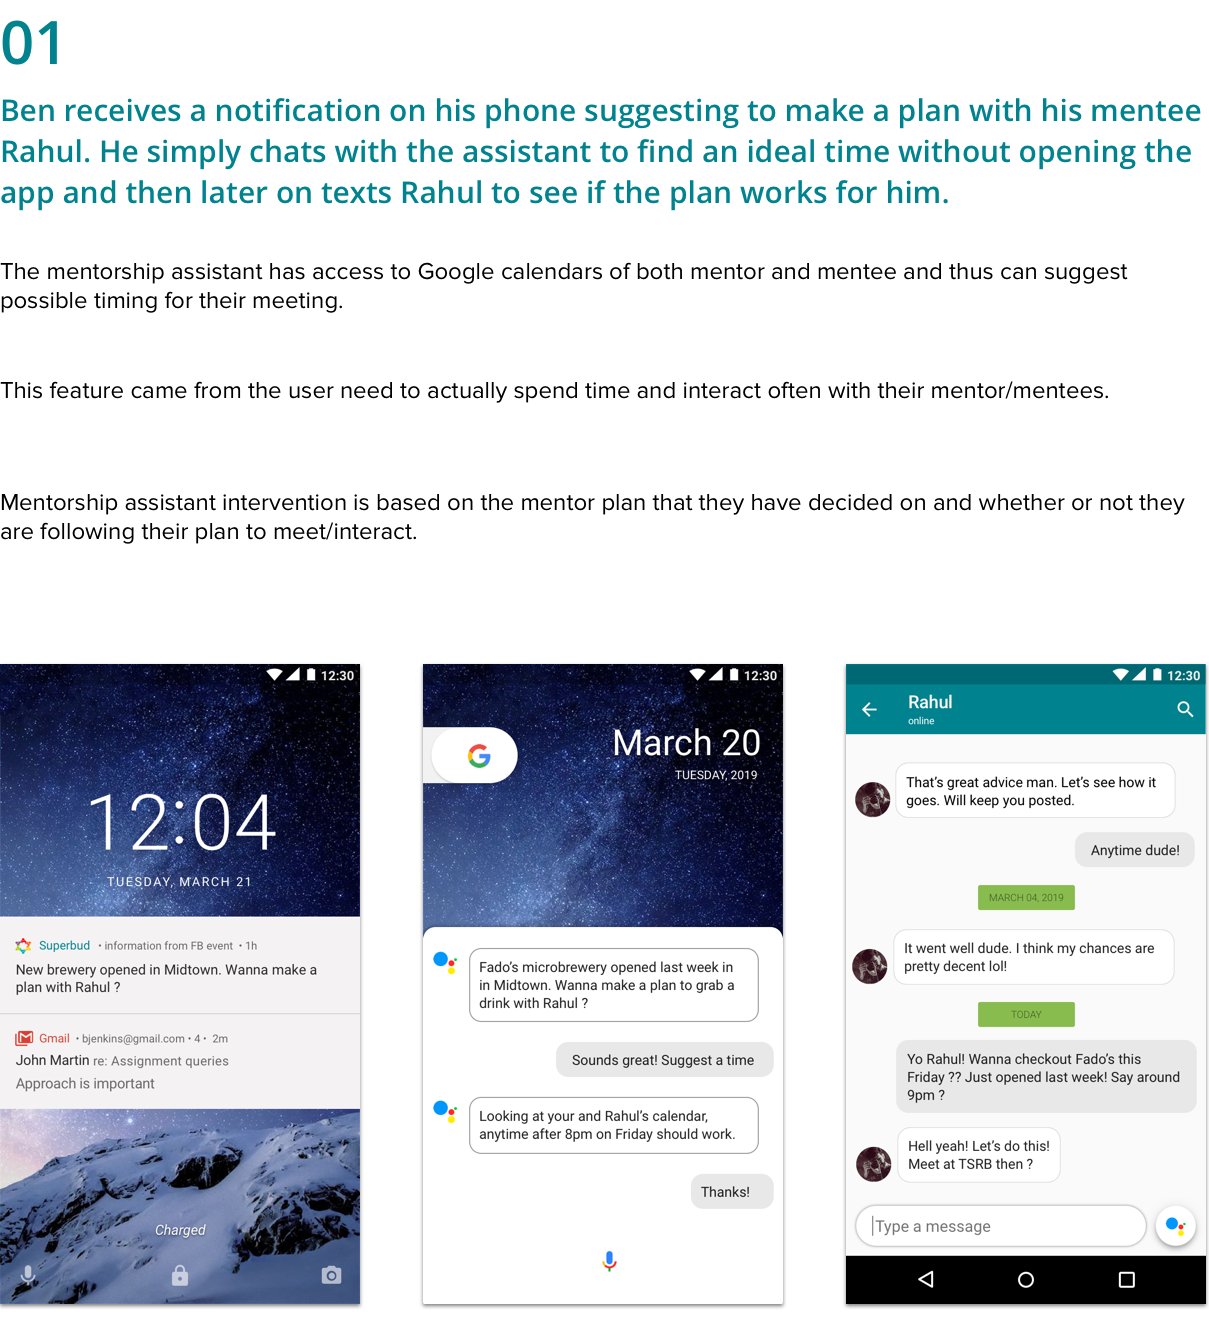 01
Ben receives a notification on his phone suggesting to make a plan with his mentee
Rahul. He simply chats with the assistant to find an ideal time without opening the
app and then later on texts Rahul to see if the plan works for him.
The mentorship assistant has access to Google calendars of both mentor and mentee and thus can suggest
possible timing for their meeting.
This feature came from the user need to actually spend time and interact often with their mentor/mentees.
Mentorship assistant intervention is based on the mentor plan that they have decided on and whether or not they
are following their plan to meet/interact.
12:30
12:04
TUESDAY, MARCH 21
Superbud • information from FB event • 1h
New brewery opened in Midtown. Wanna make a
plan with Rahul ?
Gmail • bjenkins@gmail.com • 4 • 2m
John Martin re: Assignment queries
Approach is important
Charged
12:30
G
March 20
TUESDAY, 2019
Fado's microbrewery opened last week in
in Midtown. Wanna make a plan to grab a
drink with Rahul ?
Sounds great! Suggest a time
Looking at your and Rahul's calendar,
anytime after 8pm on Friday should work.
Thanks!
12:30
Rahul
online
That's great advice man. Let's see how it
goes. Will keep you posted.
Anytime dude!
MARCH 04, 2019
It went well dude. I think my chances are
pretty decent lol!
TODAY
Yo Rahul! Wanna checkout Fado's this
Friday ?? Just opened last week! Say around
9pm ?
Hell yeah! Let's do this!
Meet at TSRB then ?
Type a message